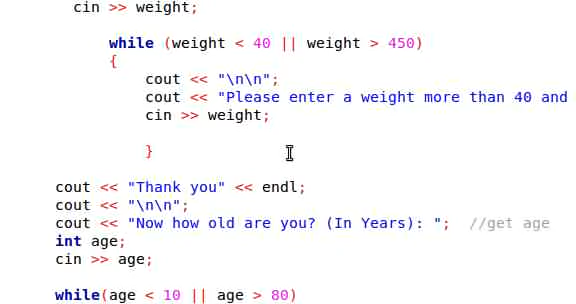 cin >> weight;
while (weight < 40 || weight > 450)
{
cout << "\n\n";
cout << "Please enter a weight more than 40 and
cin >> weight;
}
cout << "Thank you" << endl;
cout << "\n\n";
cout << "Now how old are you? (In Years): ";  //get age
int age;
cin >> age;
while(age < 10 || age > 80)